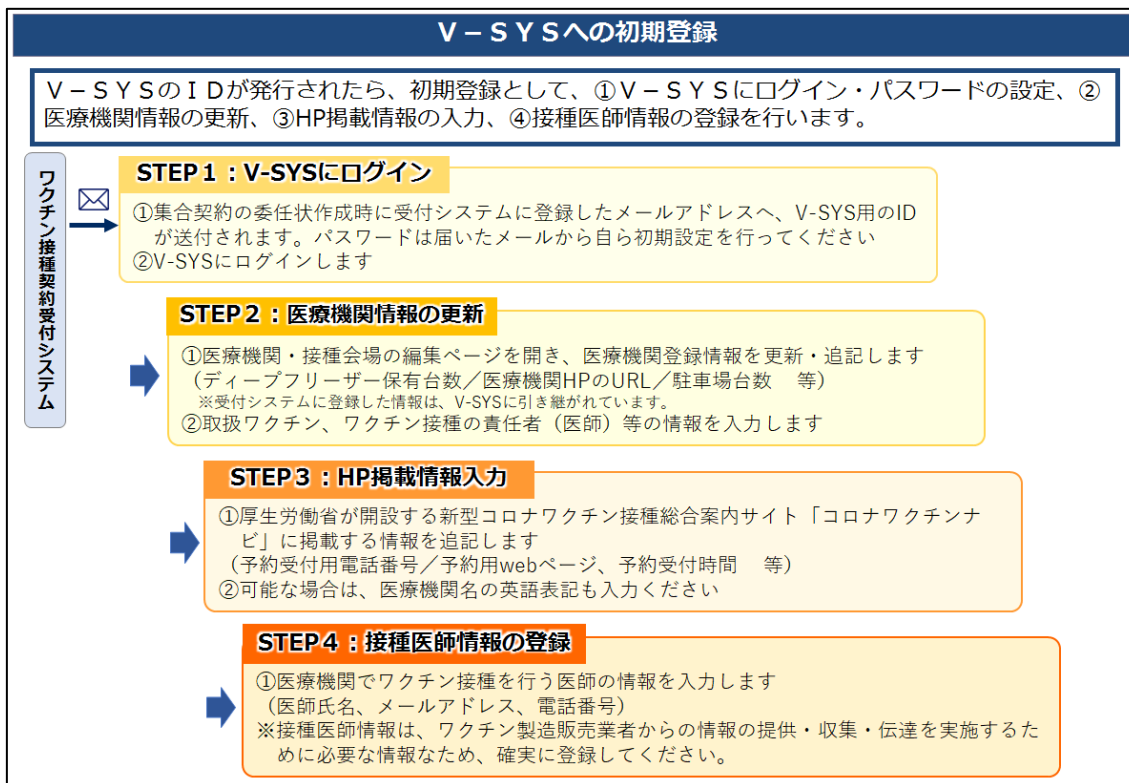 Ｖ－ＳＹＳへの初期登録
Ｖ－ＳＹＳのＩＤが発行されたら、初期登録として、①Ｖ－ＳＹＳにログイン・パスワードの設定、②
医療機関情報の更新、③HP掲載情報の入力、④接種医師情報の登録を行います。
ワクチン接種契約受付システム
STEP１：V-SYSにログイン
①集合契約の委任状作成時に受付システムに登録したメールアドレスへ、V-SYS用のID
が送付されます。パスワードは届いたメールから自ら初期設定を行ってください
②V-SYSにログインします
STEP２：医療機関情報の更新
①医療機関・接種会場の編集ページを開き、医療機関登録情報を更新・追記します
（ディープフリーザー保有台数／医療機関HPのURL／駐車場台数　等）
※受付システムに登録した情報は、V-SYSに引き継がれています。
②取扱ワクチン、ワクチン接種の責任者（医師）等の情報を入力します
STEP３：HP掲載情報入力
①厚生労働省が開設する新型コロナワクチン接種総合案内サイト「コロナワクチンナ
ビ」に掲載する情報を追記します
（予約受付用電話番号／予約用webページ、予約受付時間　等）
②可能な場合は、医療機関名の英語表記も入力ください
STEP４：接種医師情報の登録
①医療機関でワクチン接種を行う医師の情報を入力します
（医師氏名、メールアドレス、電話番号）
※接種医師情報は、ワクチン製造販売業者からの情報の提供・収集・伝達を実施するた
めに必要な情報なため、確実に登録してください。